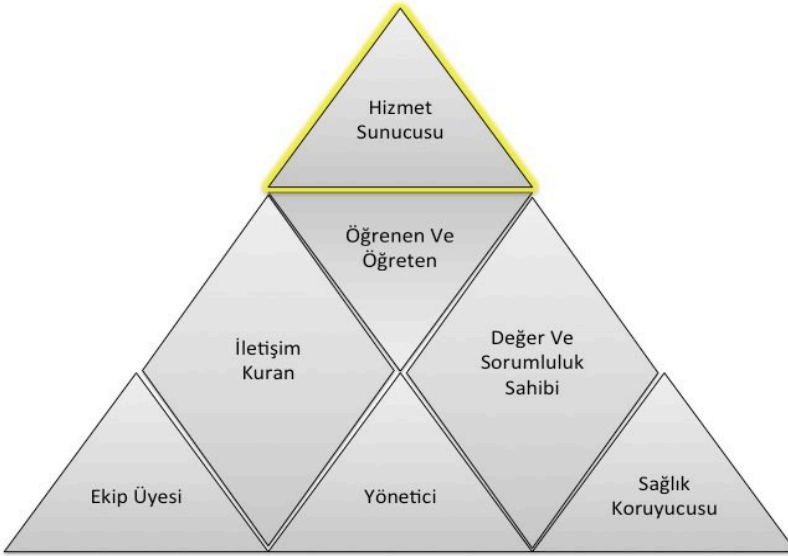 Hizmet
Sunucusu
Öğrenen Ve
Öğreten
İletişim
Kuran
Değer Ve
Sorumluluk
Sahibi
Ekip Üyesi
Yönetici
Sağlık
Koruyucusu